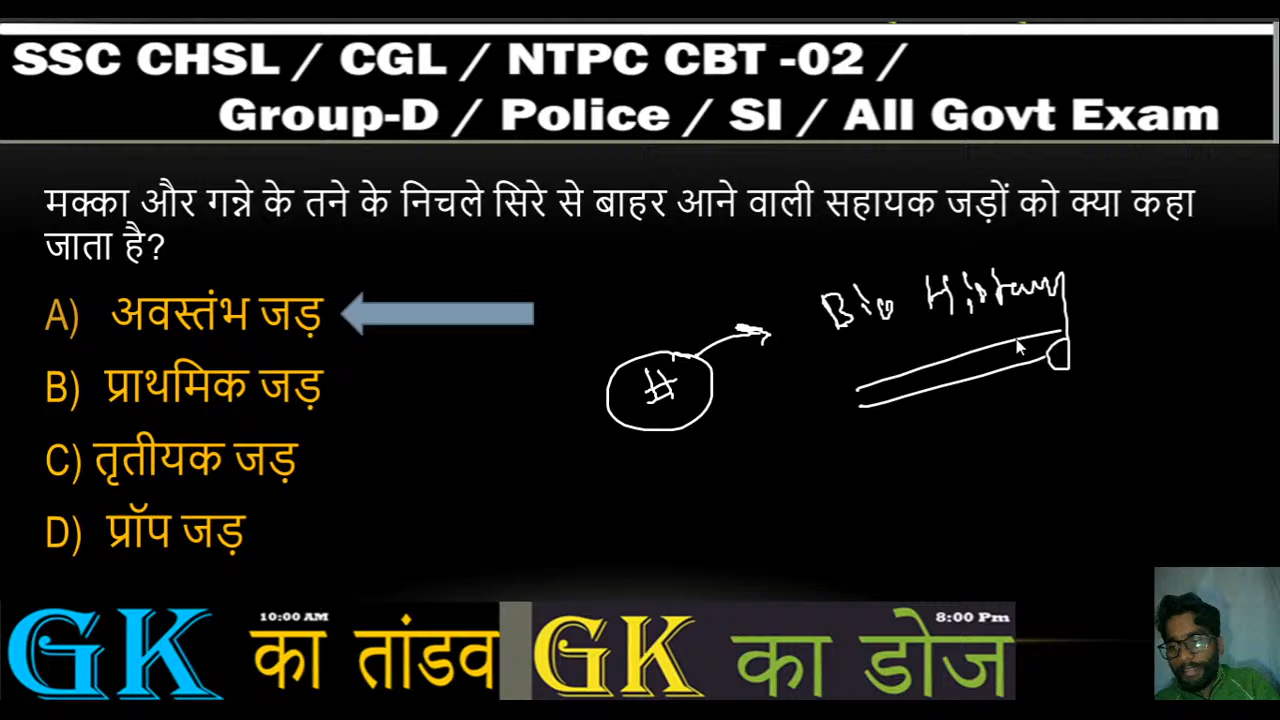 SSC CHSL / CGL / NTPC CBT -02 /
Group-D / Police / SI / All Govt Exam
मक्का और गन्ने के तने के निचले सिरे से बाहर आने वाली सहायक जड़ों को क्या कहा
जाता है?
A) अवस्तंभ जड़
B) प्राथमिक जड़
C) तृतीयक जड़
D) प्रॉप जड़
#
Bio History
GK 10:00 AM का तांडव
GK का डोज 8:00 Pm